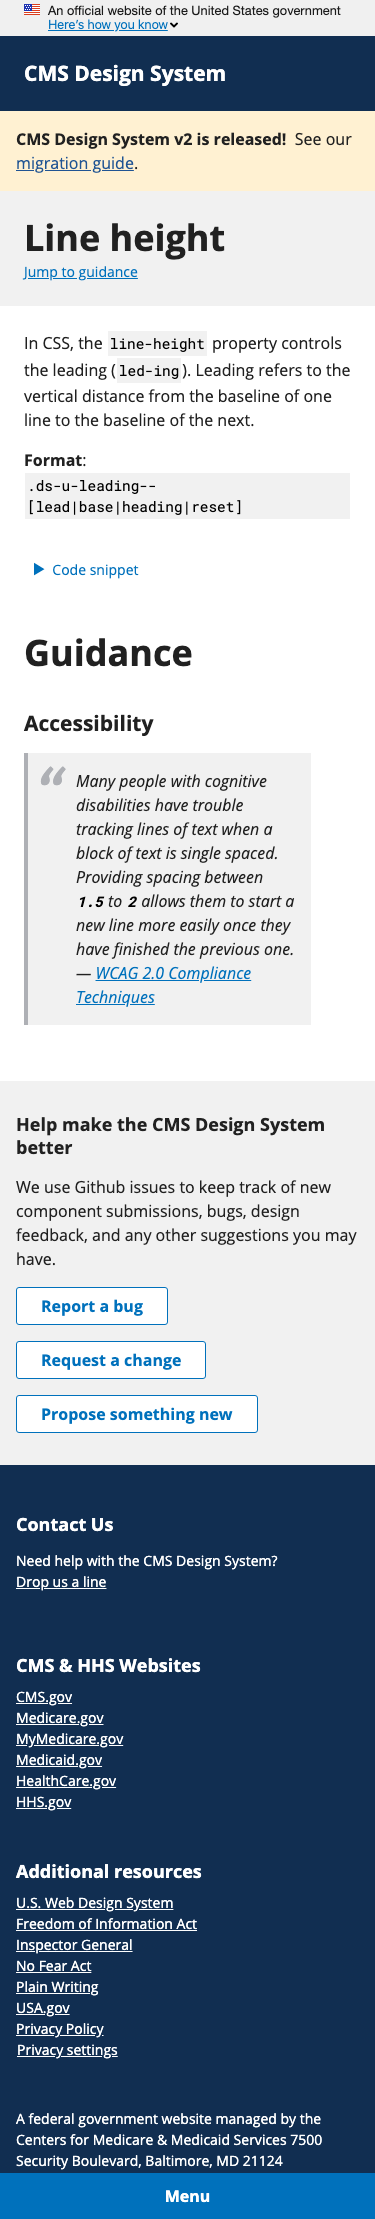 An official website of the United States government
Here's how you know
CMS Design System
CMS Design System v2 is released! See our
migration guide.
Line height
Jump to guidance
In CSS, the line-height property controls
the leading (led-ing). Leading refers to the
vertical distance from the baseline of one
line to the baseline of the next.
Format:
.ds-u-leading--
[lead|base|heading|reset]
Code snippet
Guidance
Accessibility
Many people with cognitive
disabilities have trouble
tracking lines of text when a
block of text is single spaced.
Providing spacing between
1.5 to 2 allows them to start a
new line more easily once they
have finished the previous one.
— WCAG 2.0 Compliance
Techniques
Help make the CMS Design System
better
We use Github issues to keep track of new
component submissions, bugs, design
feedback, and any other suggestions you may
have.
Report a bug
Request a change
Propose something new
Contact Us
Need help with the CMS Design System?
Drop us a line
CMS & HHS Websites
CMS.gov
Medicare.gov
MyMedicare.gov
Medicaid.gov
HealthCare.gov
HHS.gov
Additional resources
U.S. Web Design System
Freedom of Information Act
Inspector General
No Fear Act
Plain Writing
USA.gov
Privacy Policy
Privacy settings
A federal government website managed by the
Centers for Medicare & Medicaid Services 7500
Security Boulevard, Baltimore, MD 21124
Menu